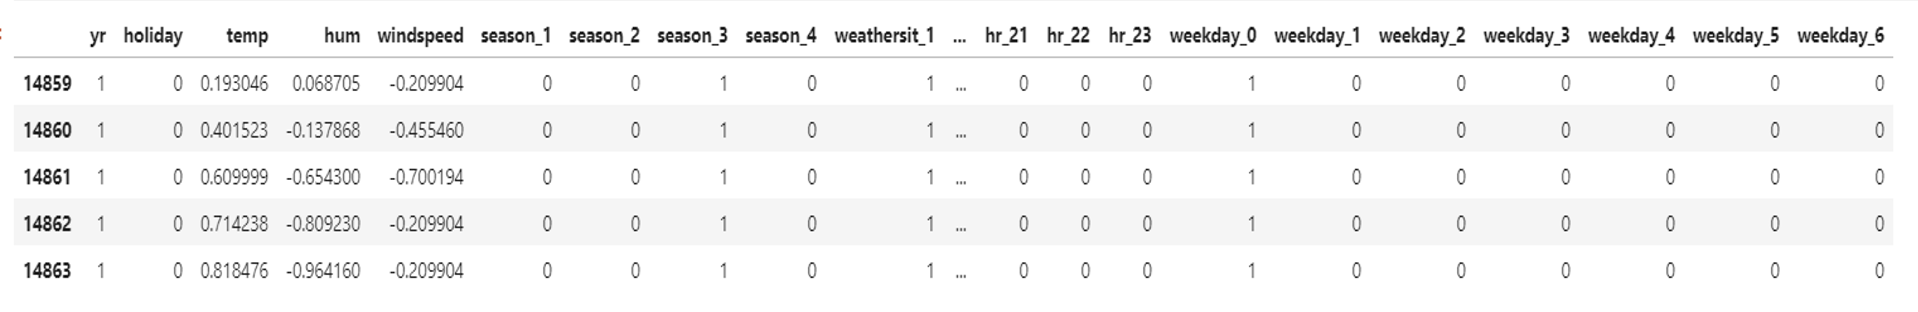 yr holiday temp hum windspeed season_1 season_2 season_3 season_4 weathersit_1 ... hr_21 hr_22 hr_23 weekday_0 weekday_1 weekday_2 weekday_3 weekday_4 weekday_5 weekday_6
14859 1 0 0.193046 0.068705 -0.209904 0 0 1 0 1 ... 0 0 0 1 0 0 0 0 0 0
14860 1 0 0.401523 -0.137868 -0.455460 0 0 1 0 1 ... 0 0 0 1 0 0 0 0 0 0
14861 1 0 0.609999 -0.654300 -0.700194 0 0 1 0 1 ... 0 0 0 1 0 0 0 0 0 0
14862 1 0 0.714238 -0.809230 -0.209904 0 0 1 0 1 ... 0 0 0 1 0 0 0 0 0 0
14863 1 0 0.818476 -0.964160 -0.209904 0 0 1 0 1 ... 0 0 0 1 0 0 0 0 0 0